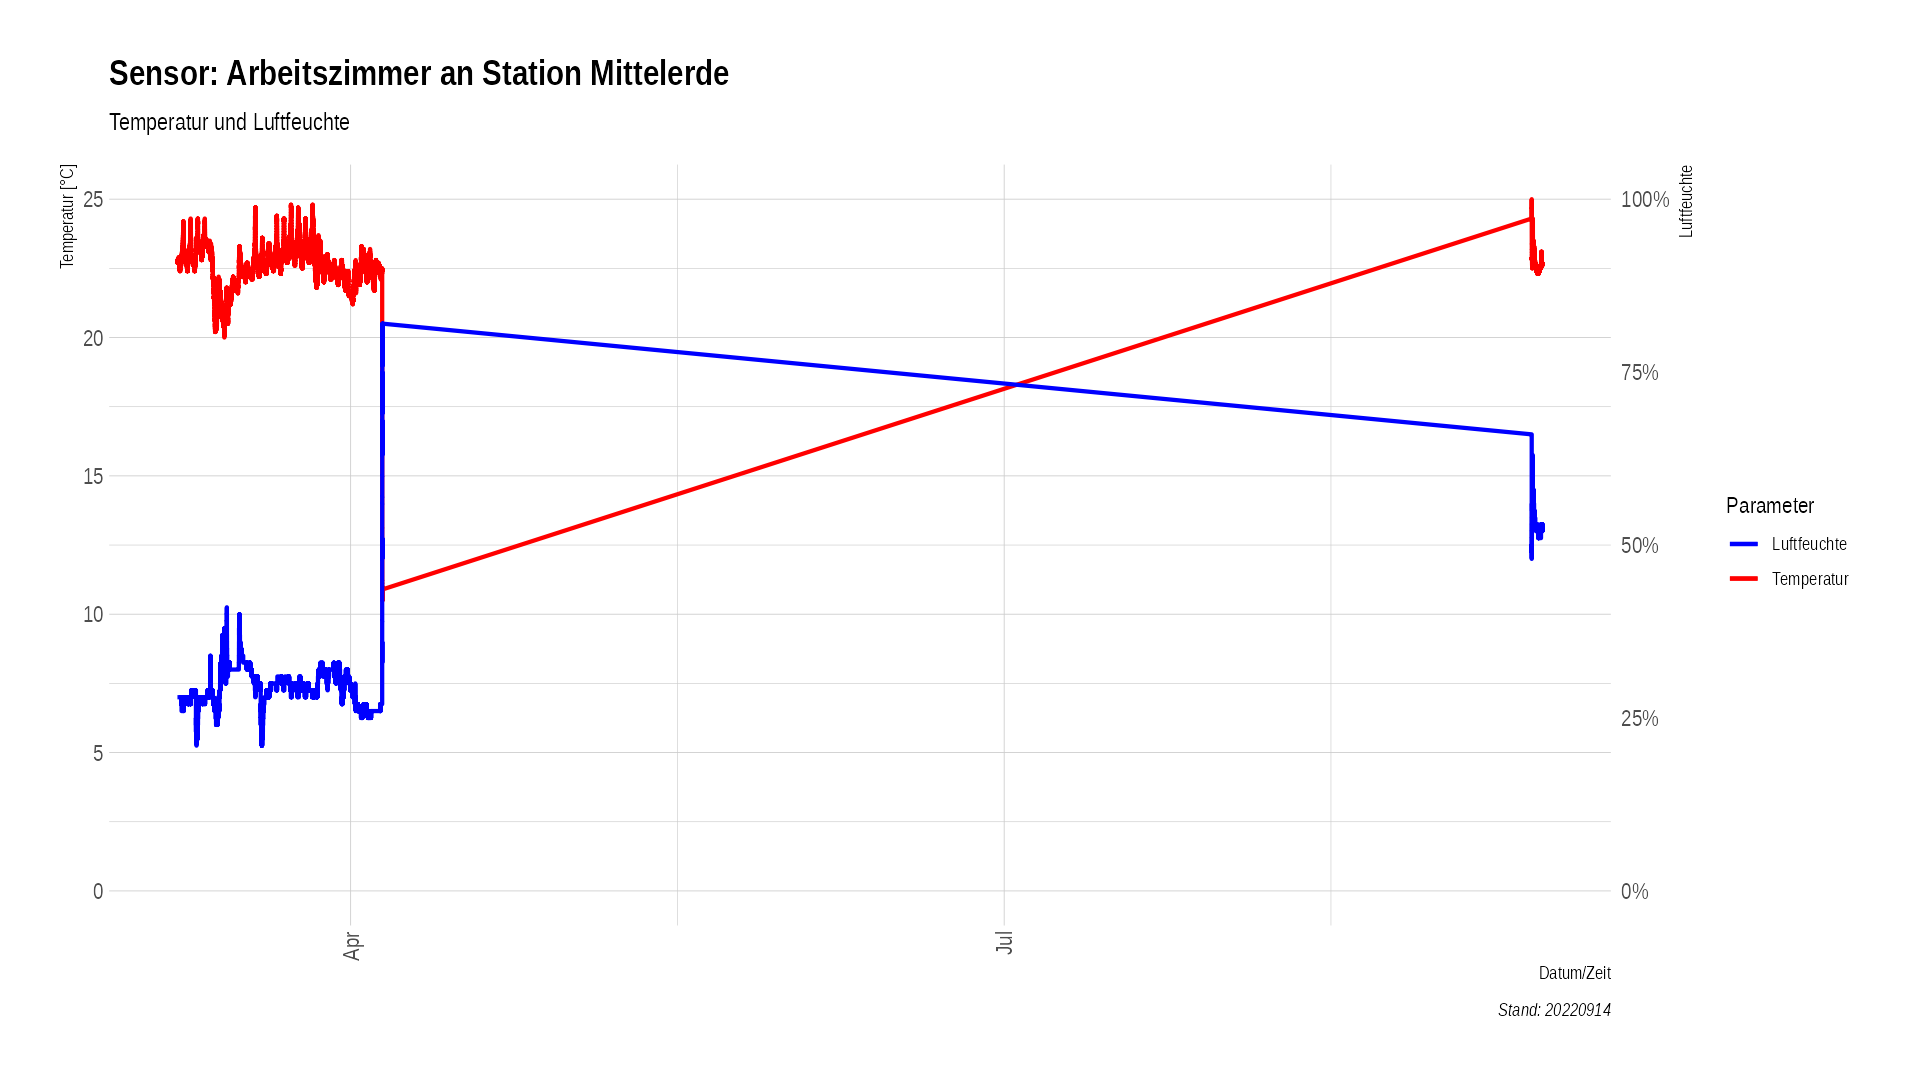 Sensor: Arbeitszimmer an Station Mittelerde
Temperatur und Luftfeuchte
Temperatur [°C]
25
20
15
10
5
0
100%
75%
50%
25%
0%
Luftfeuchte
Apr
Jul
Datum/Zeit
Parameter
Luftfeuchte
Temperatur
Stand: 20220914